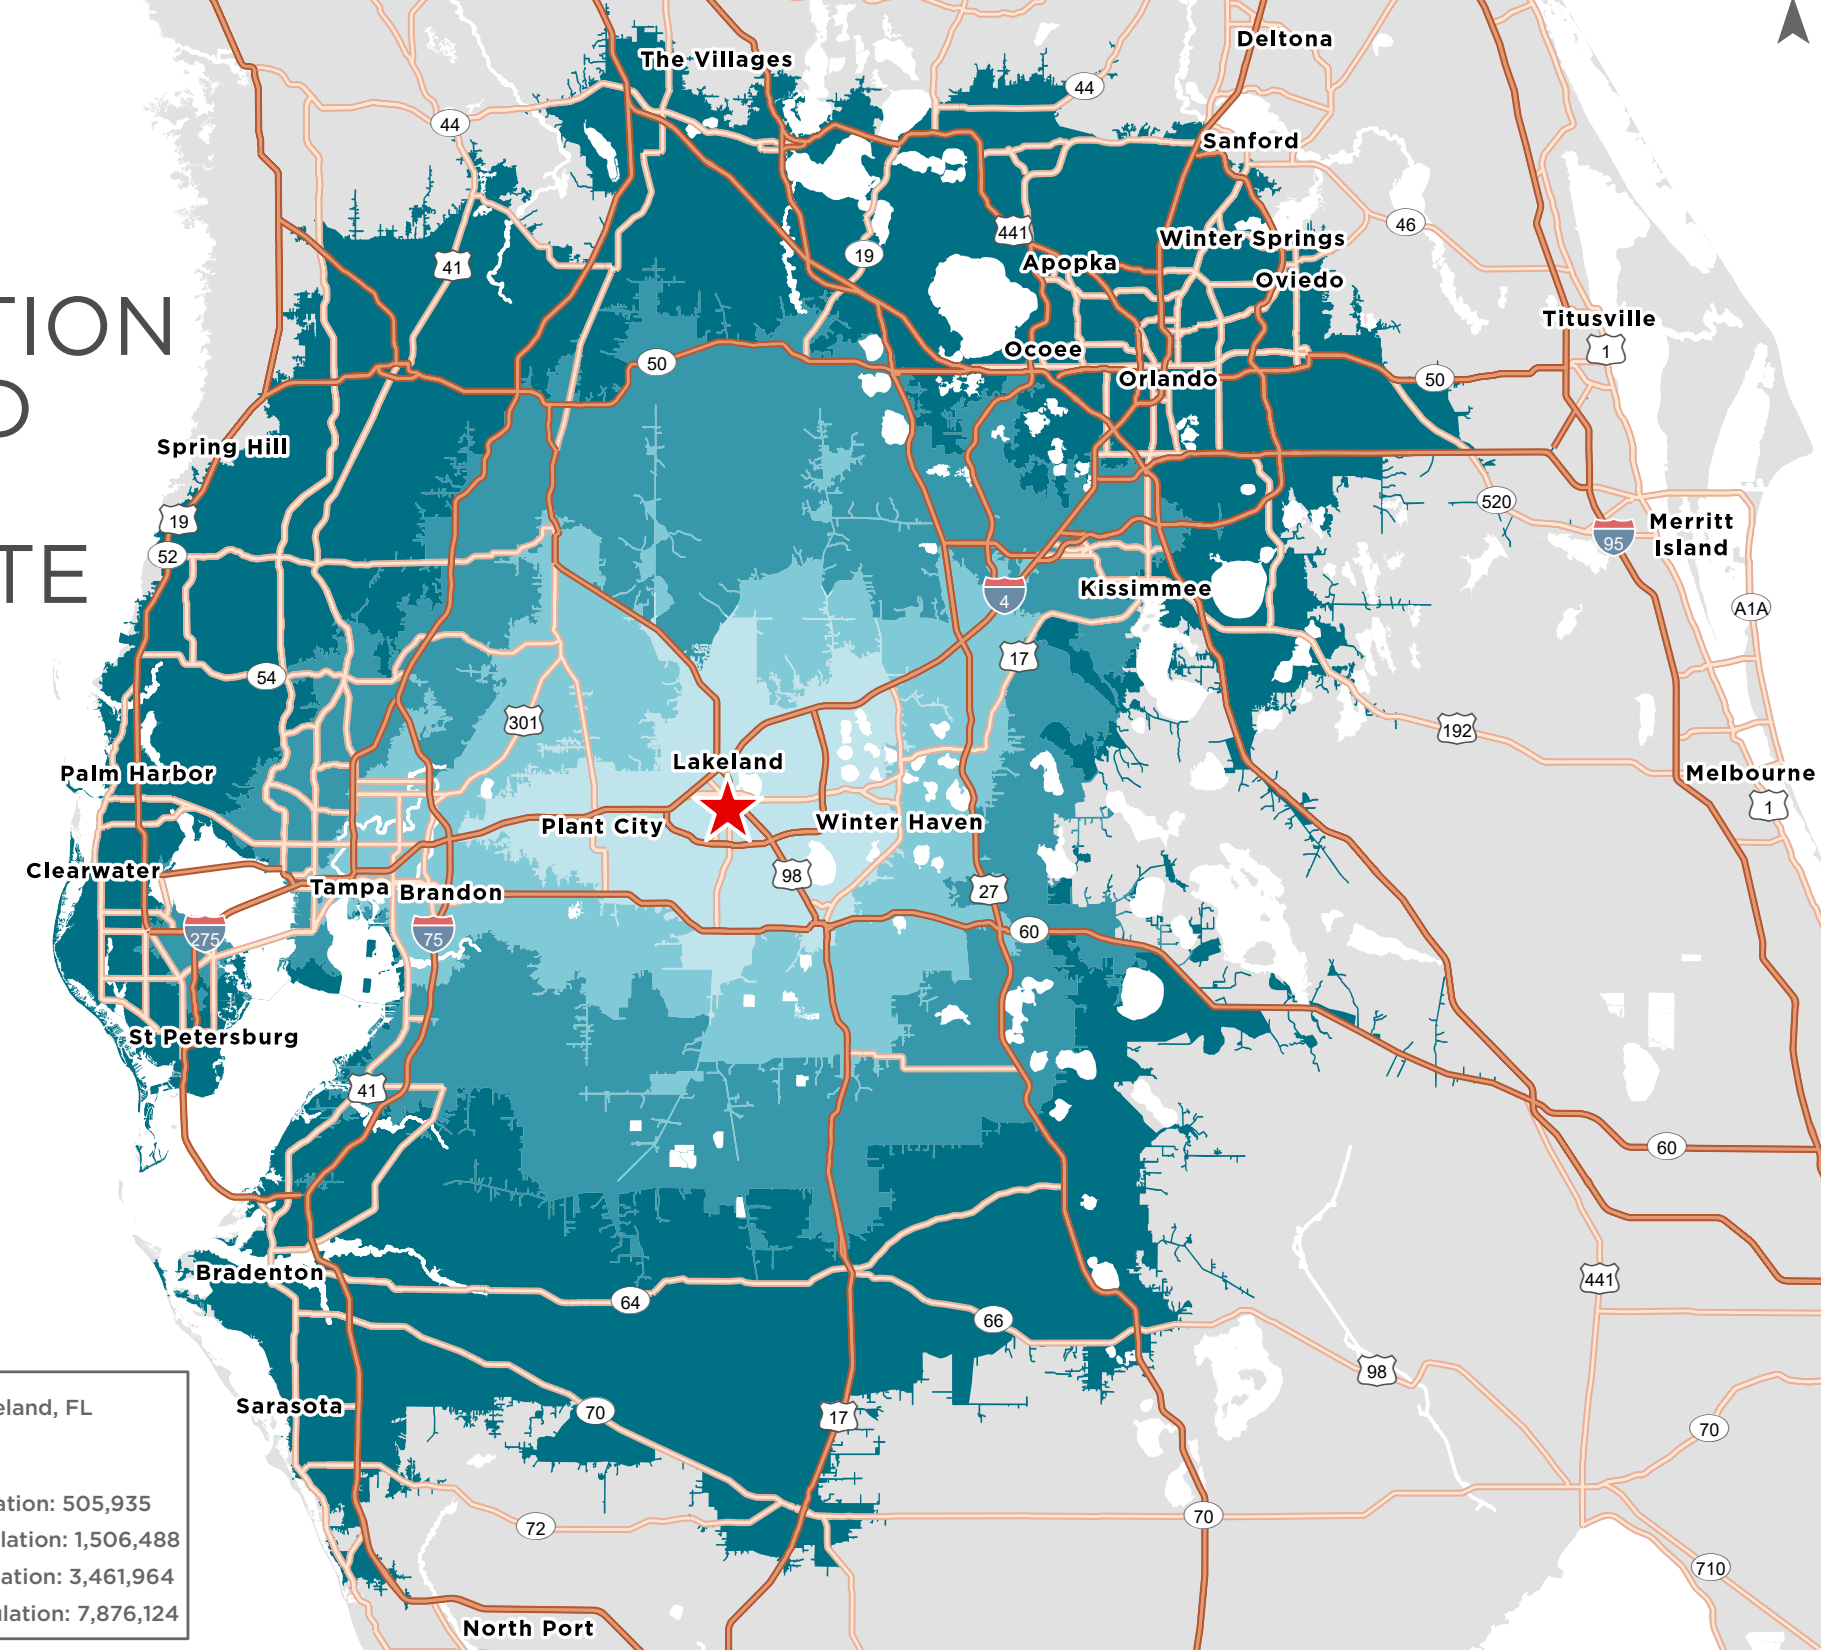 The Villages
Deltona
44
44
Sanford
46
441
Winter Springs
41
19
Apopka
Oviedo
TION
Titusville
1
Ocoee
50
Orlando
50
O
Spring Hill
520
19
Merritt
Island
95
52
TE
4
Kissimmee
A1A
17
54
301
192
Lakeland
Palm Harbor
Melbourne
1
Plant City
Winter Haven
Clearwater
98
Tampa
Brandon
27
275
75
60
St Petersburg
41
60
Bradenton
441
64
66
98
Sarasota
eland, FL
70
17
70
ation: 505,935
72
70
lation: 1,506,488
ation: 3,461,964
710
ulation: 7,876,124
North Port